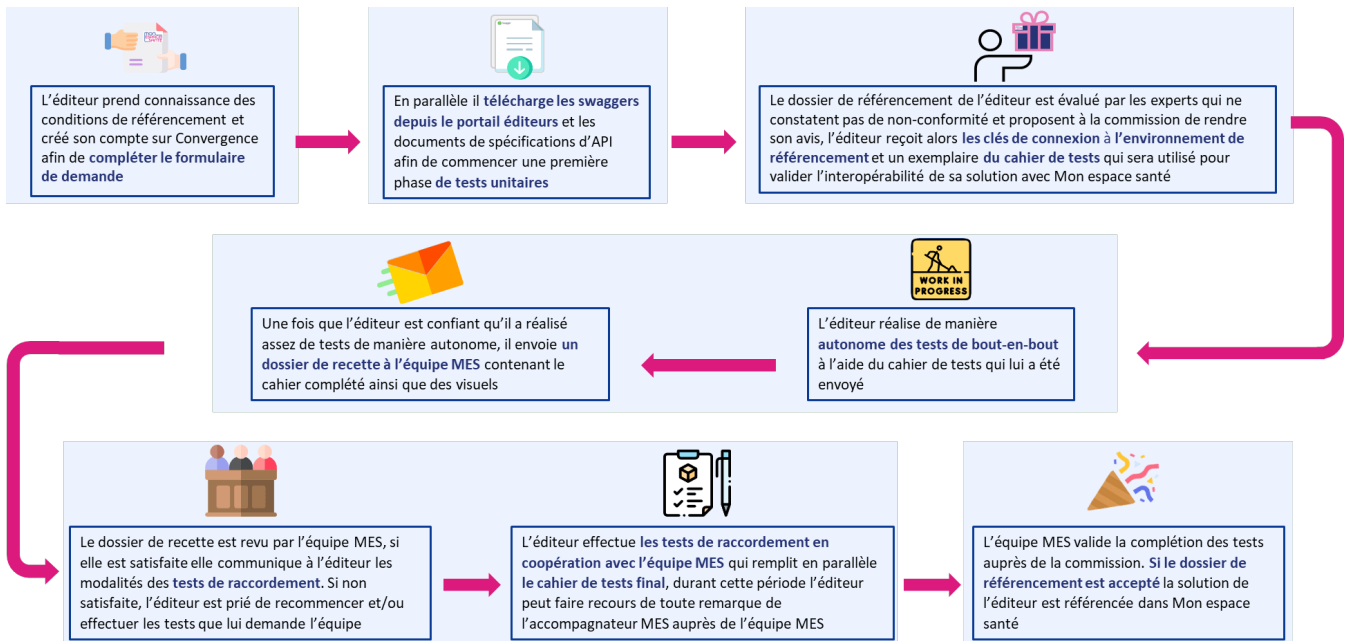 L’éditeur prend connaissance des
conditions de référencement et
créé son compte sur Convergence
afin de compléter le formulaire
de demande
En parallèle il télécharge les swaggers
depuis le portail éditeurs et les
documents de spécifications d’API
afin de commencer une première
phase de tests unitaires
Le dossier de référencement de l’éditeur est évalué par les experts qui ne
constatent pas de non-conformité et proposent à la commission de rendre
son avis, l’éditeur reçoit alors les clés de connexion à l’environnement de
référencement et un exemplaire du cahier de tests qui sera utilisé pour
valider l’interopérabilité de sa solution avec Mon espace santé
Une fois que l’éditeur est confiant qu’il a réalisé
assez de tests de manière autonome, il envoie un
dossier de recette à l’équipe MES contenant le
cahier complété ainsi que des visuels
WORK IN
PROGRESS
L’éditeur réalise de manière
autonome des tests de bout-en-bout
à l’aide du cahier de tests qui lui a été
envoyé
Le dossier de recette est revu par l’équipe MES, si
elle est satisfaite elle communique à l’éditeur les
modalités des tests de raccordement. Si non
satisfaite, l’éditeur est prié de recommencer et/ou
effectuer les tests que lui demande l’équipe
L’éditeur effectue les tests de raccordement en
coopération avec l’équipe MES qui remplit en parallèle
le cahier de tests final, durant cette période l’éditeur
peut faire recours de toute remarque de
l’accompagnateur MES auprès de l’équipe MES
L’équipe MES valide la complétion des tests
auprès de la commission. Si le dossier de
référencement est accepté la solution de
l’éditeur est référencée dans Mon espace
santé